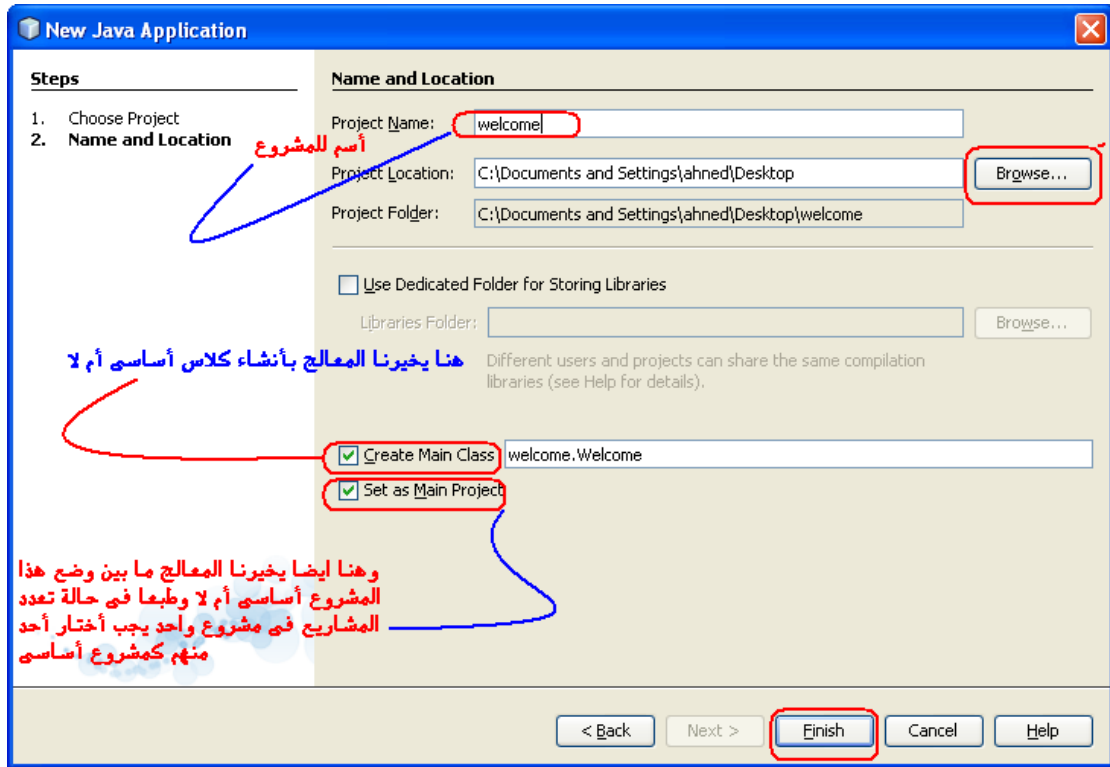 New Java Application
Steps
1. Choose Project
2. Name and Location
Name and Location
Project Name: welcome
أسم للمشروع
Project Location: C:\Documents and Settings\ahned\Desktop Browse...
Project Folder: C:\Documents and Settings\ahned\Desktop\welcome
Use Dedicated Folder for Storing Libraries
Libraries Folder: Browse...
هنا يخيرنا المعالج بأنشاء كلاس أساسى أم لا
Different users and projects can share the same compilation
libraries (see Help for details).
Create Main Class welcome.Welcome
Set as Main Project
وهنا ايضا يخيرنا المعالج ما بين وضع هذا
المشروع أساسى أم لا وطبعا فى حالة تعدد
المشاريع فى مشروع واحد يجب أختار أحد
منهم كمشروع أساسى
< Back Next > Finish Cancel Help